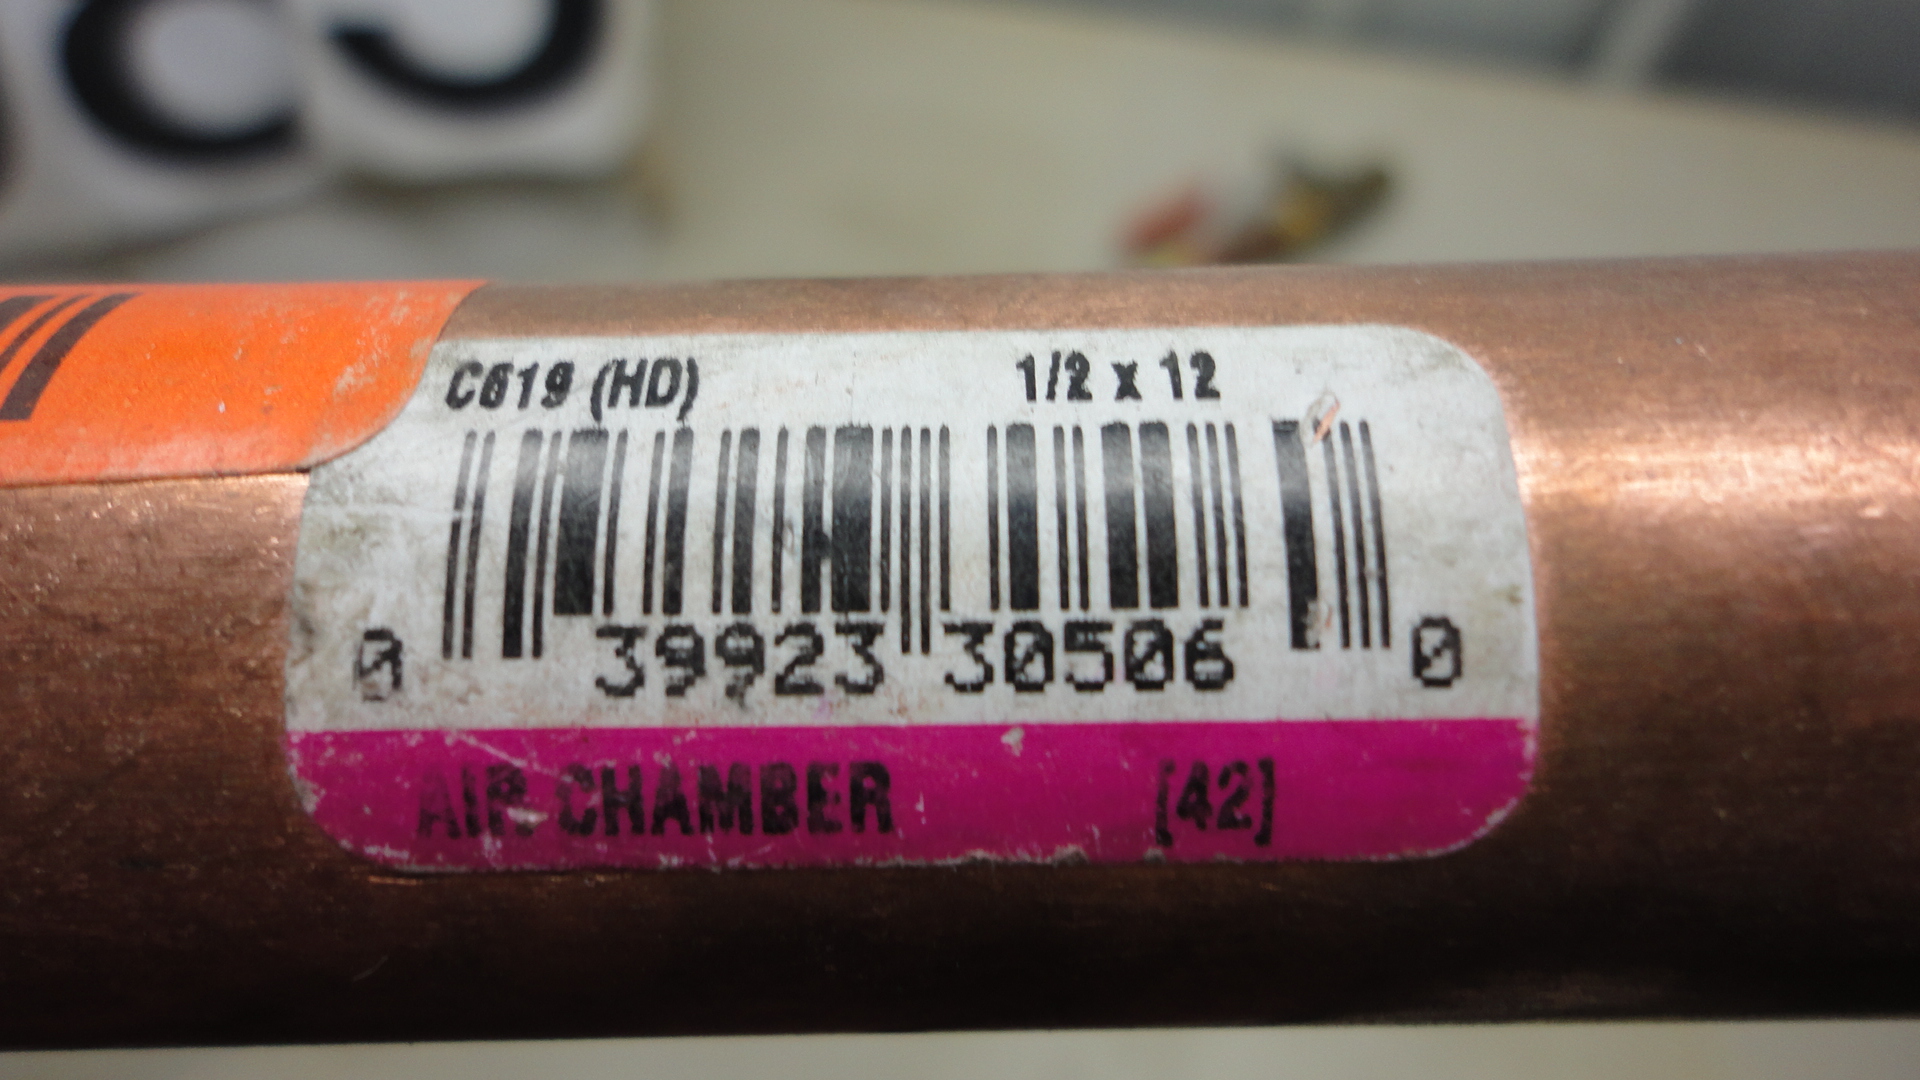 C619 (HD) 1/2 x 12
0 39923 30506 0
AIR CHAMBER [42]